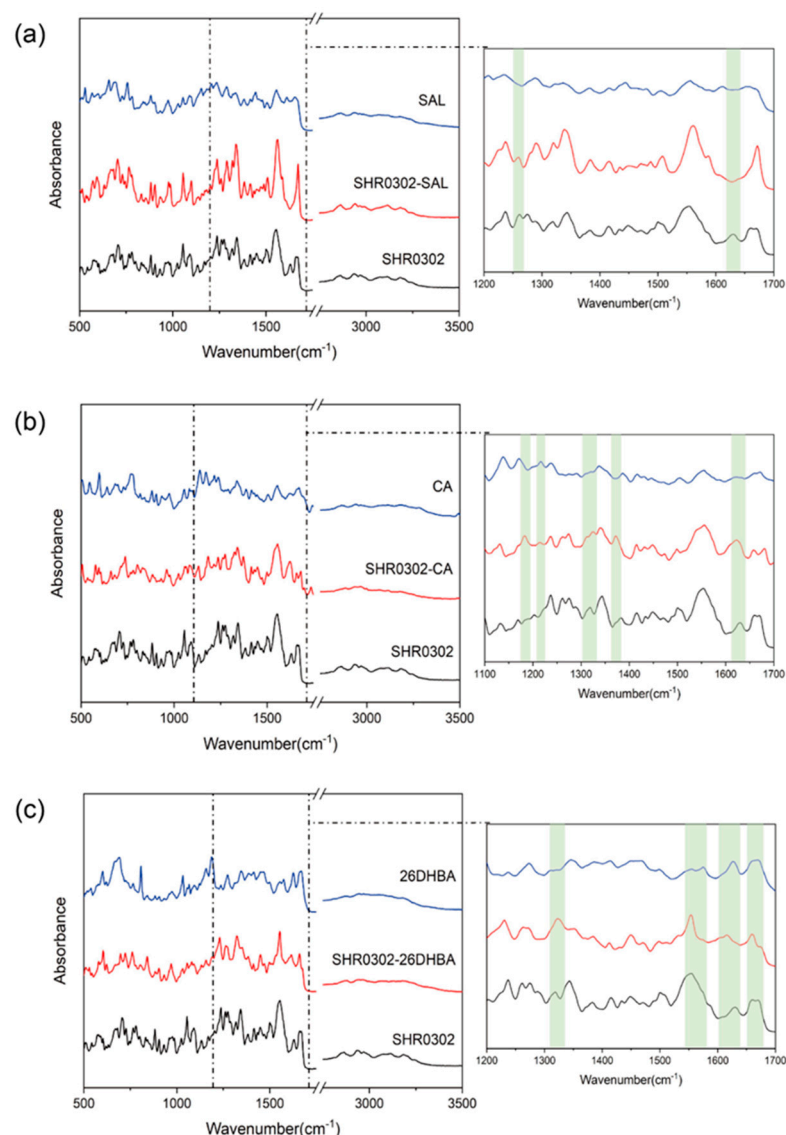 (a)
SAL
SHR0302-SAL
SHR0302
Absorbance
500 1000 1500 3000 3500
Wavenumber(cm-1)
1200 1300 1400 1500 1600 1700
Wavenumber(cm-1)
(b)
CA
SHR0302-CA
SHR0302
Absorbance
500 1000 1500 3000 3500
Wavenumber(cm-1)
1100 1200 1300 1400 1500 1600 1700
Wavenumber(cm-1)
(c)
26DHBA
SHR0302-26DHBA
SHR0302
Absorbance
500 1000 1500 3000 3500
Wavenumber(cm-1)
1200 1300 1400 1500 1600 1700
Wavenumber(cm-1)